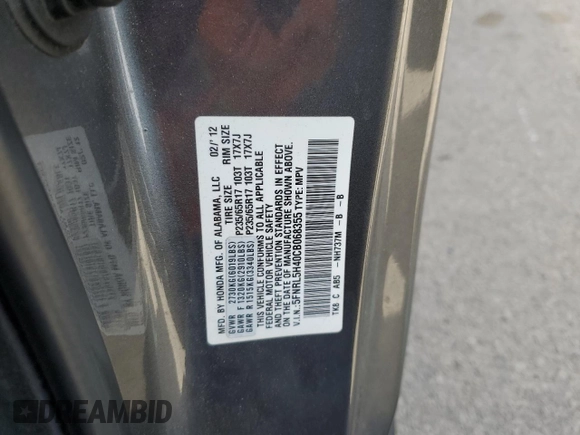 MFD. BY HONDA MFG. OF ALABAMA, LLC 02/'12
TIRE SIZE RIM SIZE
GVWR 2730KG(6019LBS)
GAWR F 1320KG(2910LBS) P235/65R17 103T 17X7J
GAWR R 1515KG(3340LBS) P235/65R17 103T 17X7J
THIS VEHICLE CONFORMS TO ALL APPLICABLE
FEDERAL MOTOR VEHICLE SAFETY
AND THEFT PREVENTION STANDARDS IN EFFECT
ON THE DATE OF MANUFACTURE SHOWN ABOVE.
V.I.N.: 5FNRL5H40CB068355 TYPE: MPV
TK8 C AB5 - NH737M - B - B
DREAMBID